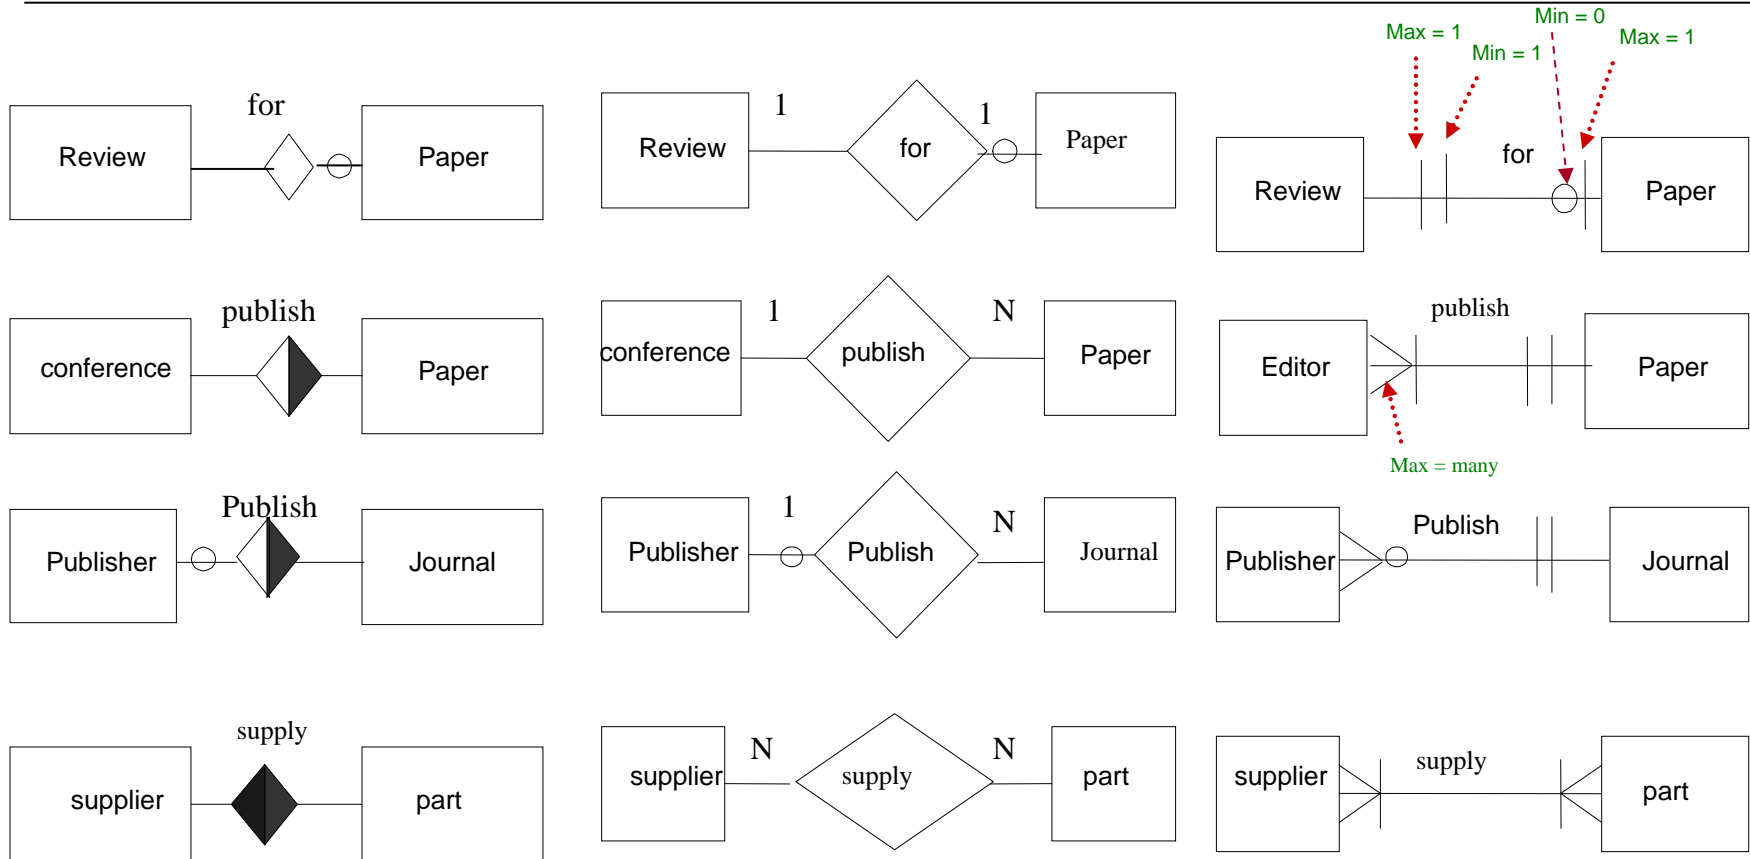 Min = 0
Max = 1
Max = 1
Min = 1
for
Review
Paper
1
1
Review
for
Paper
for
Review
Paper
publish
conference
Paper
1
N
conference
publish
Paper
publish
Editor
Paper
Max = many
Publish
Publisher
Journal
1
N
Publisher
Publish
Journal
Publish
Publisher
Journal
supply
supplier
part
N
N
supplier
supply
part
supply
supplier
part